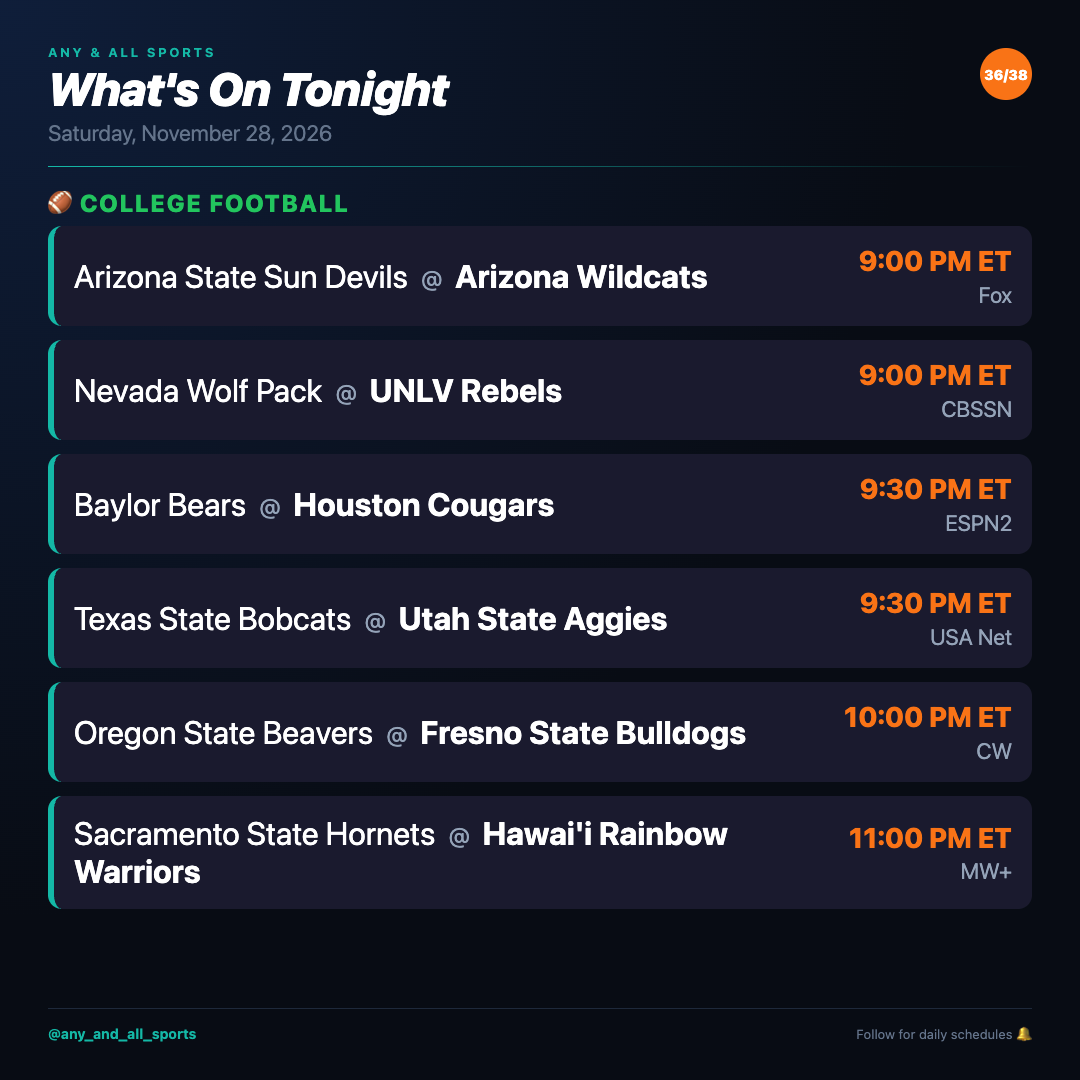 ANY & ALL SPORTS
What's On Tonight
Saturday, November 28, 2026
36/38
🏈 COLLEGE FOOTBALL
Arizona State Sun Devils @ Arizona Wildcats
9:00 PM ET
Fox
Nevada Wolf Pack @ UNLV Rebels
9:00 PM ET
CBSSN
Baylor Bears @ Houston Cougars
9:30 PM ET
ESPN2
Texas State Bobcats @ Utah State Aggies
9:30 PM ET
USA Net
Oregon State Beavers @ Fresno State Bulldogs
10:00 PM ET
CW
Sacramento State Hornets @ Hawai'i Rainbow
Warriors
11:00 PM ET
MW+
@any_and_all_sports
Follow for daily schedules 🔔